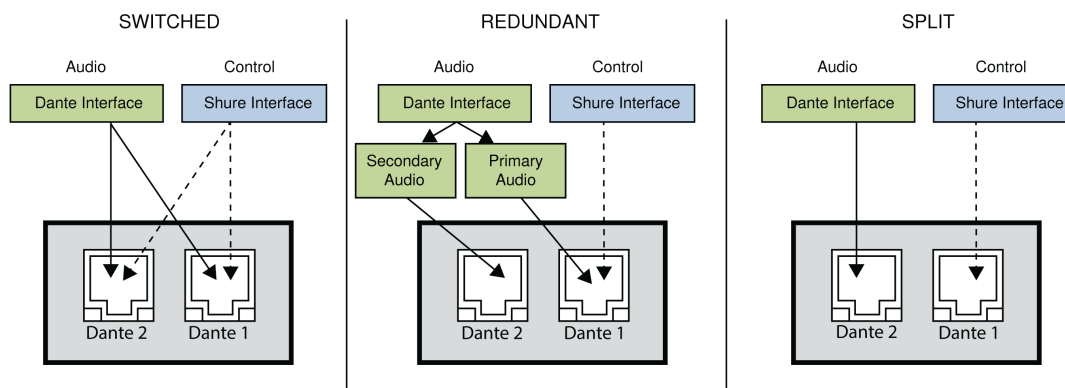 SWITCHED
Audio
Control
Dante Interface
Shure Interface
Dante 2
Dante 1
REDUNDANT
Audio
Control
Dante Interface
Shure Interface
Secondary
Audio
Primary
Audio
Dante 2
Dante 1
SPLIT
Audio
Control
Dante Interface
Shure Interface
Dante 2
Dante 1